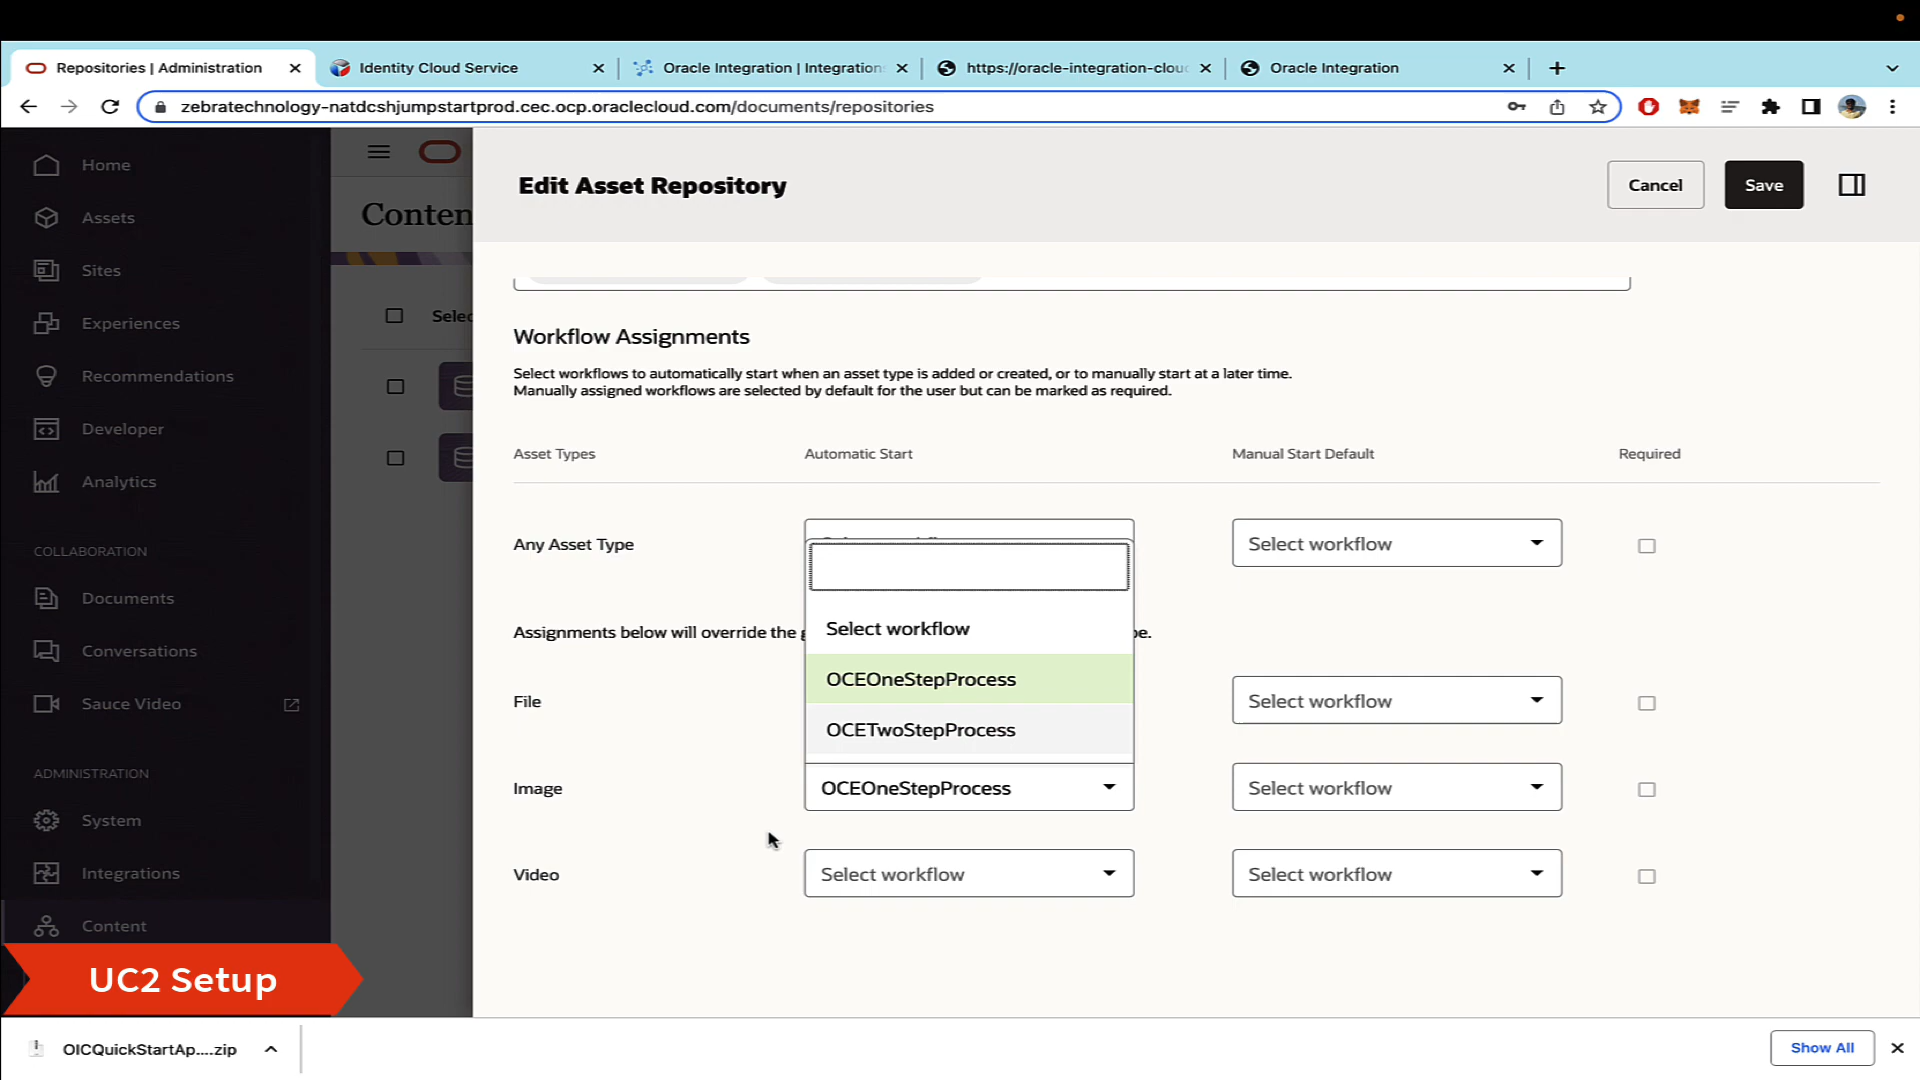 Repositories | Administration
Identity Cloud Service
Oracle Integration | Integration
https://oracle-integration-clou
Oracle Integration
zebratechnology-natdcshjumpstartprod.cec.ocp.oraclecloud.com/documents/repositories
Home
Assets
Sites
Experiences
Recommendations
Developer
Analytics
COLLABORATION
Documents
Conversations
Sauce Video
ADMINISTRATION
System
Integrations
Content
UC2 Setup
Conten
Selec
Edit Asset Repository
Cancel
Save
Workflow Assignments
Select workflows to automatically start when an asset type is added or created, or to manually start at a later time.
Manually assigned workflows are selected by default for the user but can be marked as required.
Asset Types
Automatic Start
Manual Start Default
Required
Any Asset Type
Select workflow
Assignments below will override the
Select workflow
OCEOneStepProcess
OCETwoStepProcess
File
Select workflow
Image
OCEOneStepProcess
Select workflow
Video
Select workflow
Select workflow
OICQuickStartAp....zip
Show All